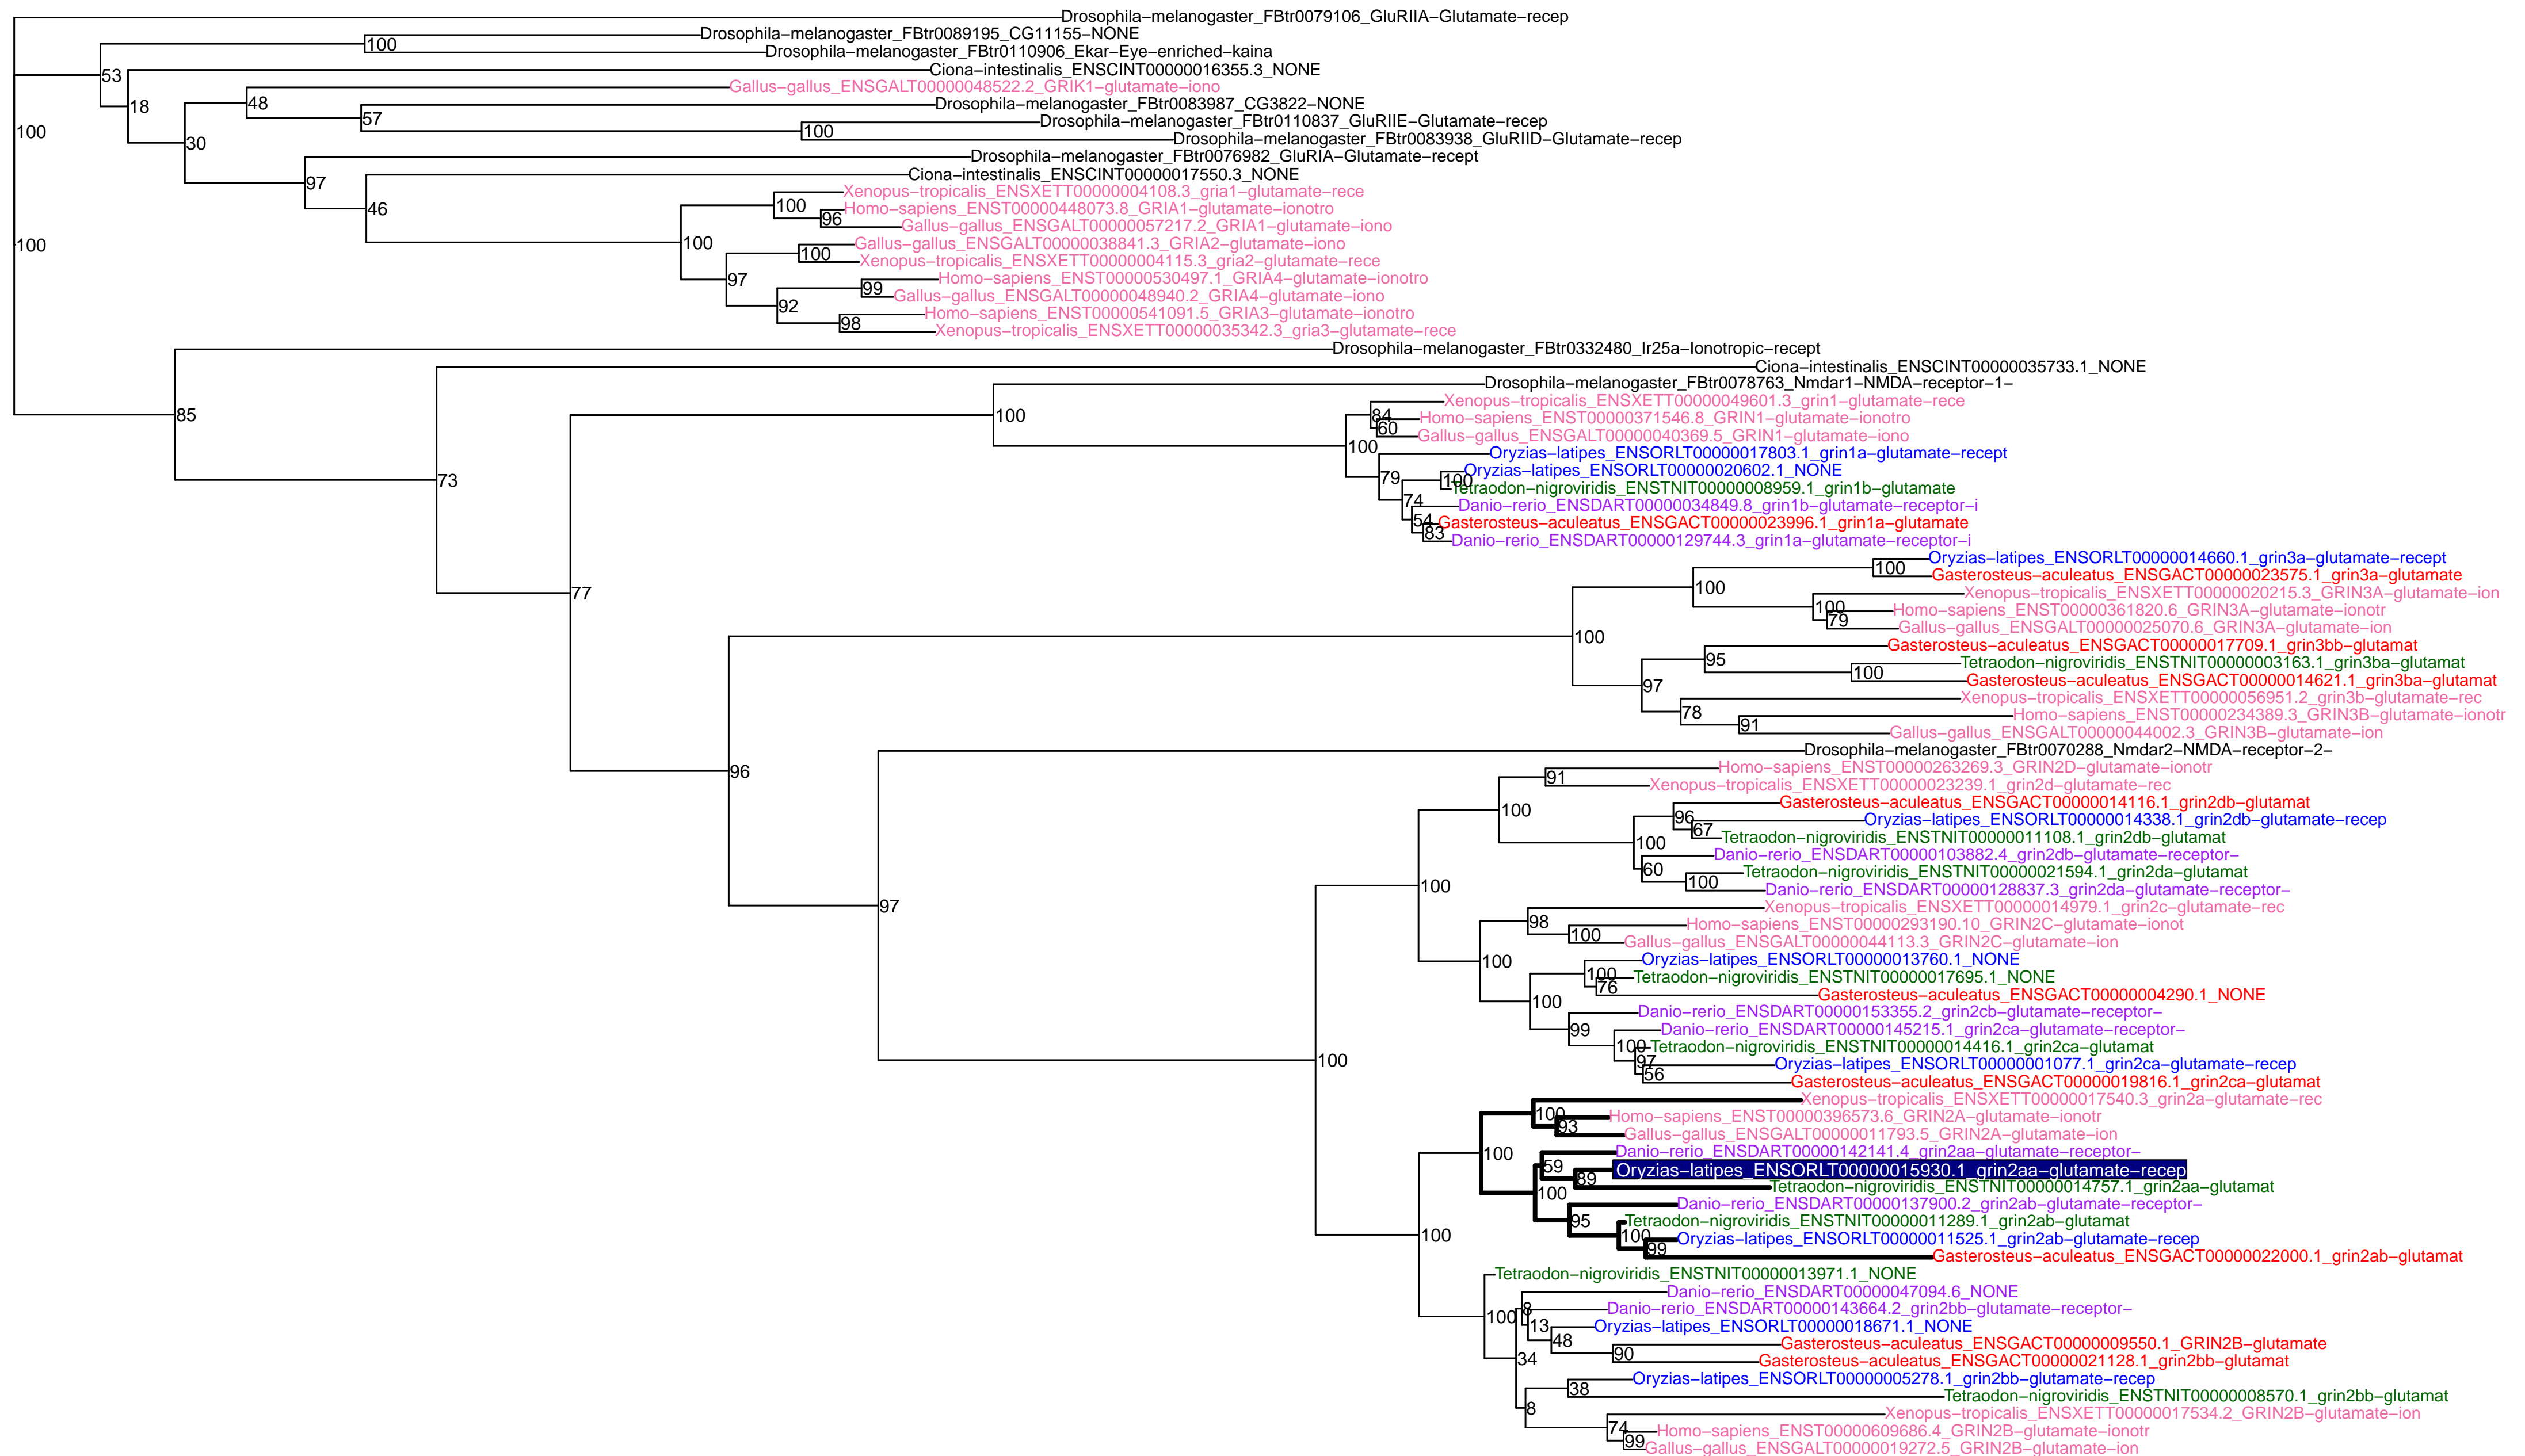 Drosophila−melanogaster_FBtr0079106_GluRIIA−Glutamate−recep
Drosophila−melanogaster_FBtr0089195_CG11155−NONE
100
Drosophila−melanogaster_FBtr0110906_Ekar−Eye−enriched−kaina
Ciona−intestinalis_ENSCINT00000016355.3_NONE
53
Gallus−gallus_ENSGALT00000048522.2_GRIK1−glutamate−iono
18
48
Drosophila−melanogaster_FBtr0083987_CG3822−NONE
57
Drosophila−melanogaster_FBtr0110837_GluRIIE−Glutamate−recep
100
100
Drosophila−melanogaster_FBtr0083938_GluRIID−Glutamate−recep
30
Drosophila−melanogaster_FBtr0076982_GluRIA−Glutamate−recept
97
Ciona−intestinalis_ENSCINT00000017550.3_NONE
Xenopus−tropicalis_ENSXETT00000004108.3_gria1−glutamate−rece
46
100
Homo−sapiens_ENST00000448073.8_GRIA1−glutamate−ionotro
96
Gallus−gallus_ENSGALT00000057217.2_GRIA1−glutamate−iono
100
100
Gallus−gallus_ENSGALT00000038841.3_GRIA2−glutamate−iono
100
Xenopus−tropicalis_ENSXETT00000004115.3_gria2−glutamate−rece
97
Homo−sapiens_ENST00000530497.1_GRIA4−glutamate−ionotro
99
Gallus−gallus_ENSGALT00000048940.2_GRIA4−glutamate−iono
92
Homo−sapiens_ENST00000541091.5_GRIA3−glutamate−ionotro
98
Xenopus−tropicalis_ENSXETT00000035342.3_gria3−glutamate−rece
Drosophila−melanogaster_FBtr0332480_Ir25a−Ionotropic−recept
Ciona−intestinalis_ENSCINT00000035733.1_NONE
Drosophila−melanogaster_FBtr0078763_Nmdar1−NMDA−receptor−1−
85
100
Xenopus−tropicalis_ENSXETT00000049601.3_grin1−glutamate−rece
84
Homo−sapiens_ENST00000371546.8_GRIN1−glutamate−ionotro
60
Gallus−gallus_ENSGALT00000040369.5_GRIN1−glutamate−iono
100
Oryzias−latipes_ENSORLT00000017803.1_grin1a−glutamate−recept
73
79
Oryzias−latipes_ENSORLT00000020602.1_NONE
100
Tetraodon−nigroviridis_ENSTNIT00000008959.1_grin1b−glutamate
74
Danio−rerio_ENSDART00000034849.8_grin1b−glutamate−receptor−i
54
Gasterosteus−aculeatus_ENSGACT00000023996.1_grin1a−glutamate
83
Danio−rerio_ENSDART00000129744.3_grin1a−glutamate−receptor−i
Oryzias−latipes_ENSORLT00000014660.1_grin3a−glutamate−recept
100
Gasterosteus−aculeatus_ENSGACT00000023575.1_grin3a−glutamate
77
100
Xenopus−tropicalis_ENSXETT00000020215.3_GRIN3A−glutamate−ion
100
Homo−sapiens_ENST00000361820.6_GRIN3A−glutamate−ionotr
79
Gallus−gallus_ENSGALT00000025070.6_GRIN3A−glutamate−ion
100
Gasterosteus−aculeatus_ENSGACT00000017709.1_grin3bb−glutamat
95
Tetraodon−nigroviridis_ENSTNIT00000003163.1_grin3ba−glutamat
100
Gasterosteus−aculeatus_ENSGACT00000014621.1_grin3ba−glutamat
97
Xenopus−tropicalis_ENSXETT00000056951.2_grin3b−glutamate−rec
78
Homo−sapiens_ENST00000234389.3_GRIN3B−glutamate−ionotr
91
Gallus−gallus_ENSGALT00000044002.3_GRIN3B−glutamate−ion
Drosophila−melanogaster_FBtr0070288_Nmdar2−NMDA−receptor−2−
96
Homo−sapiens_ENST00000263269.3_GRIN2D−glutamate−ionotr
91
Xenopus−tropicalis_ENSXETT00000023239.1_grin2d−glutamate−rec
100
Gasterosteus−aculeatus_ENSGACT00000014116.1_grin2db−glutamat
96
Oryzias−latipes_ENSORLT00000014338.1_grin2db−glutamate−recep
67
Tetraodon−nigroviridis_ENSTNIT00000011108.1_grin2db−glutamat
100
Danio−rerio_ENSDART00000103882.4_grin2db−glutamate−receptor−
60
Tetraodon−nigroviridis_ENSTNIT00000021594.1_grin2da−glutamat
100
100
Danio−rerio_ENSDART00000128837.3_grin2da−glutamate−receptor−
97
Xenopus−tropicalis_ENSXETT00000014979.1_grin2c−glutamate−rec
98
Homo−sapiens_ENST00000293190.10_GRIN2C−glutamate−ionot
100
Gallus−gallus_ENSGALT00000044113.3_GRIN2C−glutamate−ion
100
Oryzias−latipes_ENSORLT00000013760.1_NONE
100
Tetraodon−nigroviridis_ENSTNIT00000017695.1_NONE
76
Gasterosteus−aculeatus_ENSGACT00000004290.1_NONE
100
Danio−rerio_ENSDART00000153355.2_grin2cb−glutamate−receptor−
99
Danio−rerio_ENSDART00000145215.1_grin2ca−glutamate−receptor−
100
Tetraodon−nigroviridis_ENSTNIT00000014416.1_grin2ca−glutamat
100
97
Oryzias−latipes_ENSORLT00000001077.1_grin2ca−glutamate−recep
56
Gasterosteus−aculeatus_ENSGACT00000019816.1_grin2ca−glutamat
Xenopus−tropicalis_ENSXETT00000017540.3_grin2a−glutamate−rec
100
Homo−sapiens_ENST00000396573.6_GRIN2A−glutamate−ionotr
93
Gallus−gallus_ENSGALT00000011793.5_GRIN2A−glutamate−ion
100
Danio−rerio_ENSDART00000142141.4_grin2aa−glutamate−receptor−
59
Oryzias−latipes_ENSORLT00000015930.1_grin2aa−glutamate−recep
89
Tetraodon−nigroviridis_ENSTNIT00000014757.1_grin2aa−glutamat
100
Danio−rerio_ENSDART00000137900.2_grin2ab−glutamate−receptor−
95
Tetraodon−nigroviridis_ENSTNIT00000011289.1_grin2ab−glutamat
100
100
Oryzias−latipes_ENSORLT00000011525.1_grin2ab−glutamate−recep
99
Gasterosteus−aculeatus_ENSGACT00000022000.1_grin2ab−glutamat
Tetraodon−nigroviridis_ENSTNIT00000013971.1_NONE
Danio−rerio_ENSDART00000047094.6_NONE
8
Danio−rerio_ENSDART00000143664.2_grin2bb−glutamate−receptor−
100
13
Oryzias−latipes_ENSORLT00000018671.1_NONE
48
Gasterosteus−aculeatus_ENSGACT00000009550.1_GRIN2B−glutamate
90
34
Gasterosteus−aculeatus_ENSGACT00000021128.1_grin2bb−glutamat
Oryzias−latipes_ENSORLT00000005278.1_grin2bb−glutamate−recep
38
Tetraodon−nigroviridis_ENSTNIT00000008570.1_grin2bb−glutamat
8
Xenopus−tropicalis_ENSXETT00000017534.2_GRIN2B−glutamate−ion
74
Homo−sapiens_ENST00000609686.4_GRIN2B−glutamate−ionotr
99
Gallus−gallus_ENSGALT00000019272.5_GRIN2B−glutamate−ion